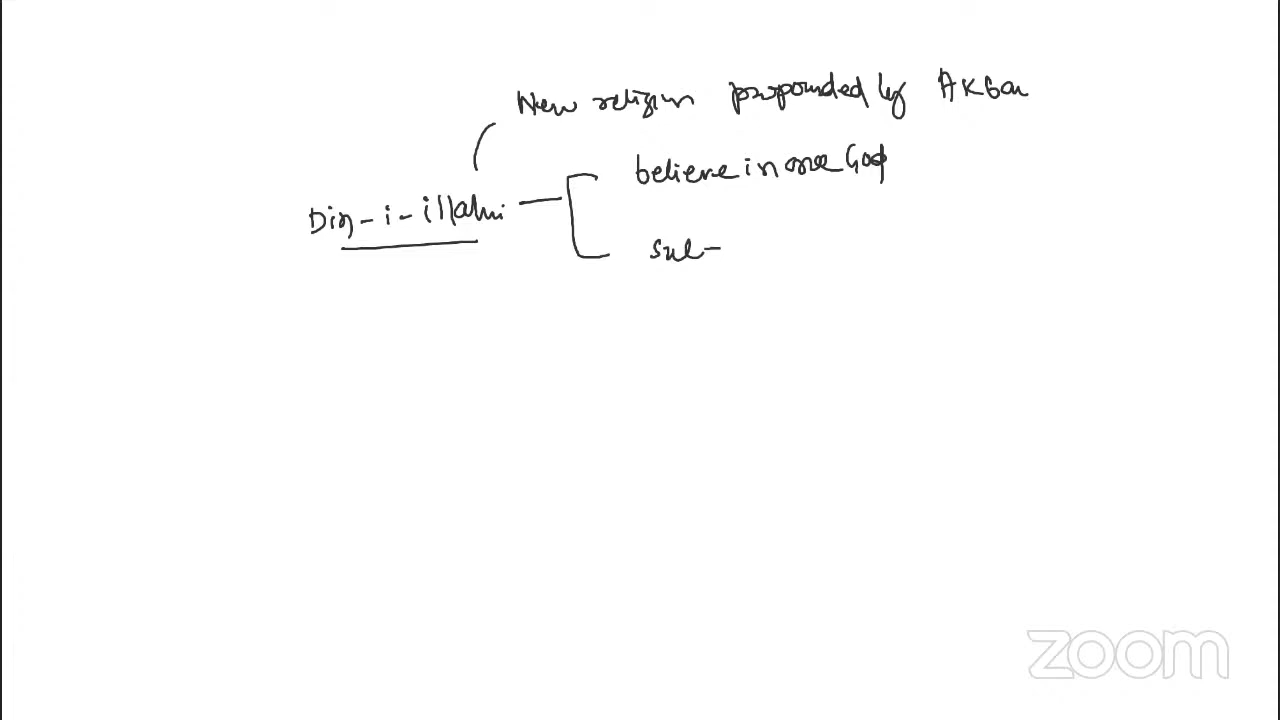 New religion propounded by Akbar
believe in one God
Din-i-illahi
sul-
zoom